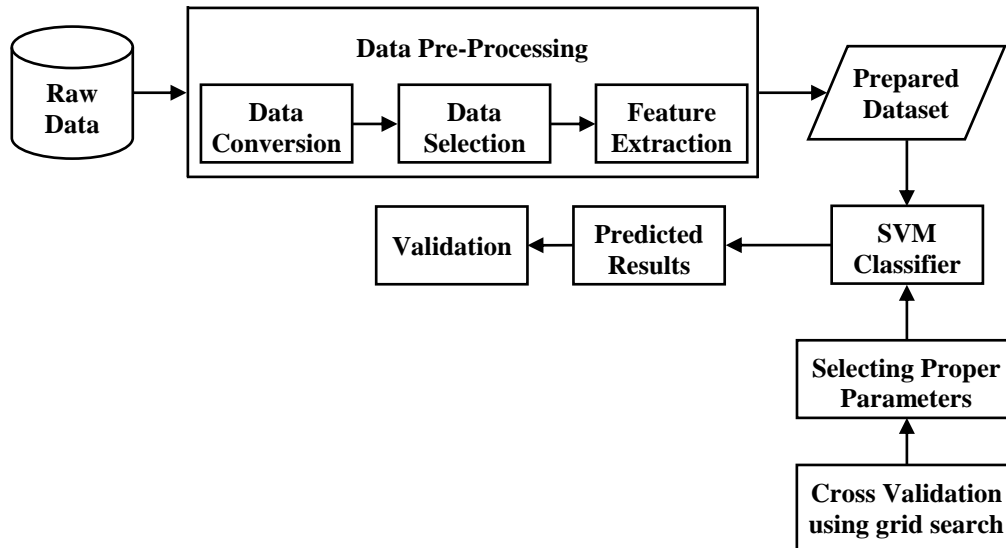 Data Pre-Processing
Raw
Data
Data
Conversion
Data
Selection
Feature
Extraction
Prepared
Dataset
Validation
Predicted
Results
SVM
Classifier
Selecting Proper
Parameters
Cross Validation
using grid search